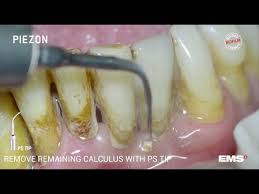 PIEZON
PS TIP
REMOVE REMAINING CALCULUS WITH PS TIP
EMS